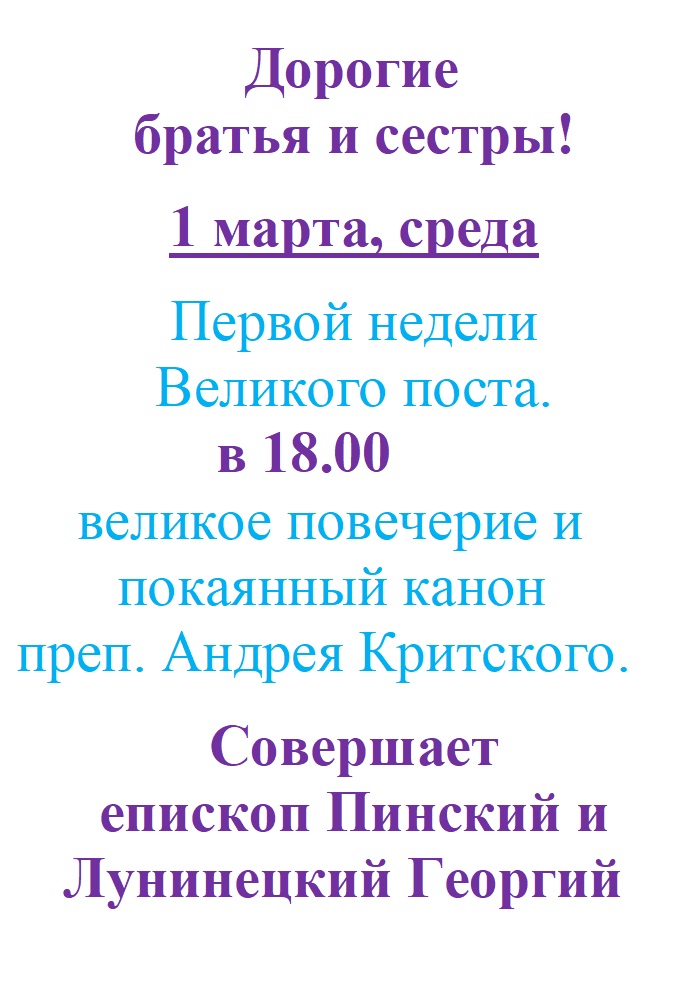 Дорогие
братья и сестры!
1 марта, среда
Первой недели
Великого поста.
в 18.00
великое повечерие и
покаянный канон
преп. Андрея Критского.
Совершает
епископ Пинский и
Лунинецкий Георгий